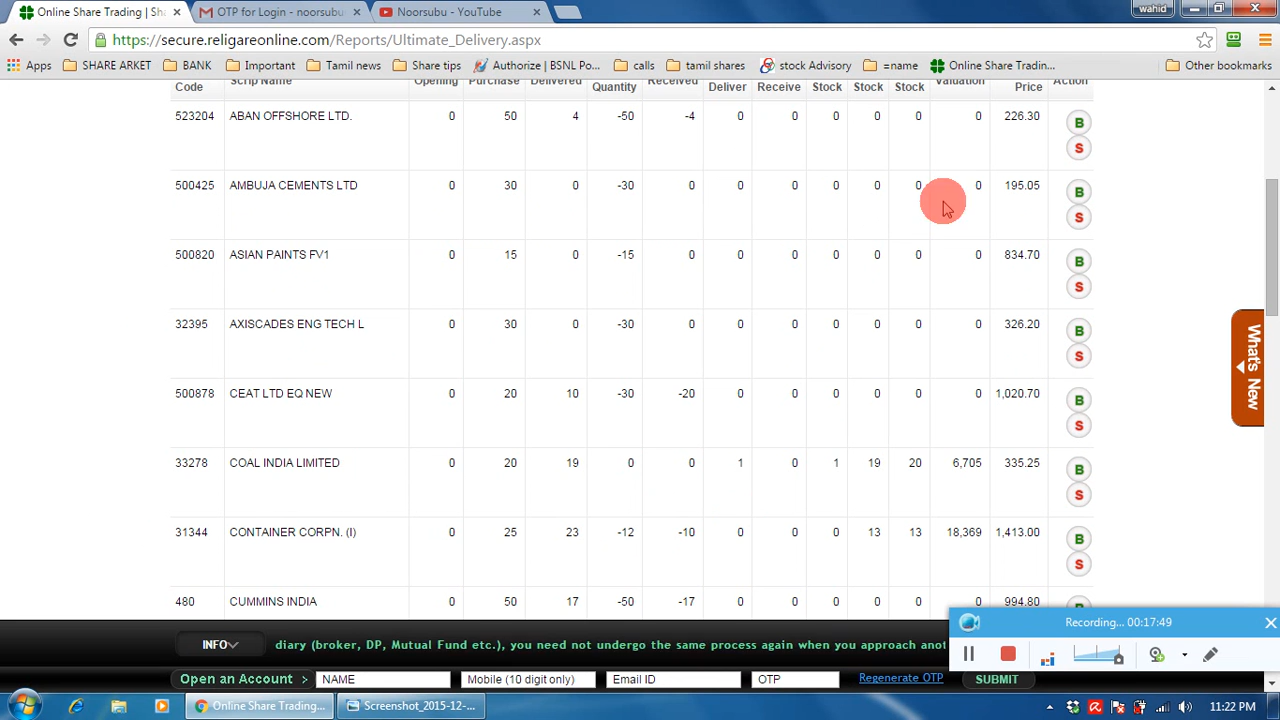 Online Share Trading | Sha
OTP for Login - noorsubu
Noorsubu - YouTube
wahid
https://secure.religareonline.com/Reports/Ultimate_Delivery.aspx
Apps SHARE ARKET BANK Important Tamil news Share tips Authorize | BSNL Po... calls tamil shares stock Advisory =name Online Share Tradin... Other bookmarks
Scrip Name Opening Purchase Delivered Received Valuation Action
Code Quantity Deliver Receive Stock Stock Stock Price
523204 ABAN OFFSHORE LTD. 0 50 4 -50 -4 0 0 0 0 0 0 226.30 B
S
500425 AMBUJA CEMENTS LTD 0 30 0 -30 0 0 0 0 0 0 0 195.05 B
S
500820 ASIAN PAINTS FV1 0 15 0 -15 0 0 0 0 0 0 0 834.70 B
S
32395 AXISCADES ENG TECH L 0 30 0 -30 0 0 0 0 0 0 0 326.20 B
S
500878 CEAT LTD EQ NEW 0 20 10 -30 -20 0 0 0 0 0 0 1,020.70 B
S
33278 COAL INDIA LIMITED 0 20 19 0 0 1 0 1 19 20 6,705 335.25 B
S
31344 CONTAINER CORPN. (I) 0 25 23 -12 -10 0 0 0 13 13 18,369 1,413.00 B
S
480 CUMMINS INDIA 0 50 17 -50 -17 0 0 0 0 0 0 994.80 B
What's New
Recording... 00:17:49
INFO diary (broker, DP, Mutual Fund etc.), you need not undergo the same process again when you approach anot
Open an Account > NAME Mobile (10 digit only) Email ID OTP Regenerate OTP SUBMIT
Online Share Trading... Screenshot_2015-12-... 11:22 PM